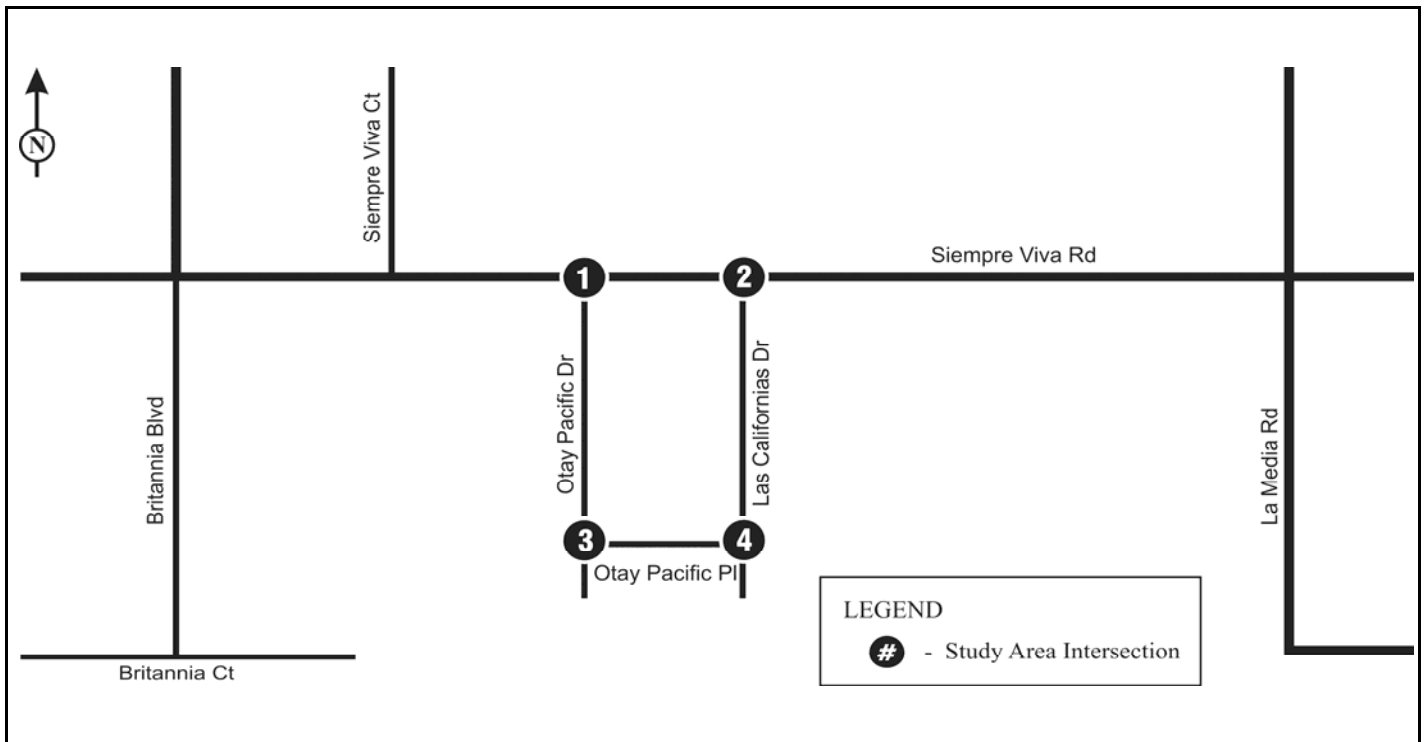 N
Siempre Viva Ct
Siempre Viva Rd
1
2
Britannia Blvd
Otay Pacific Dr
Las Californias Dr
La Media Rd
3
4
Otay Pacific Pl
Britannia Ct
LEGEND
# - Study Area Intersection